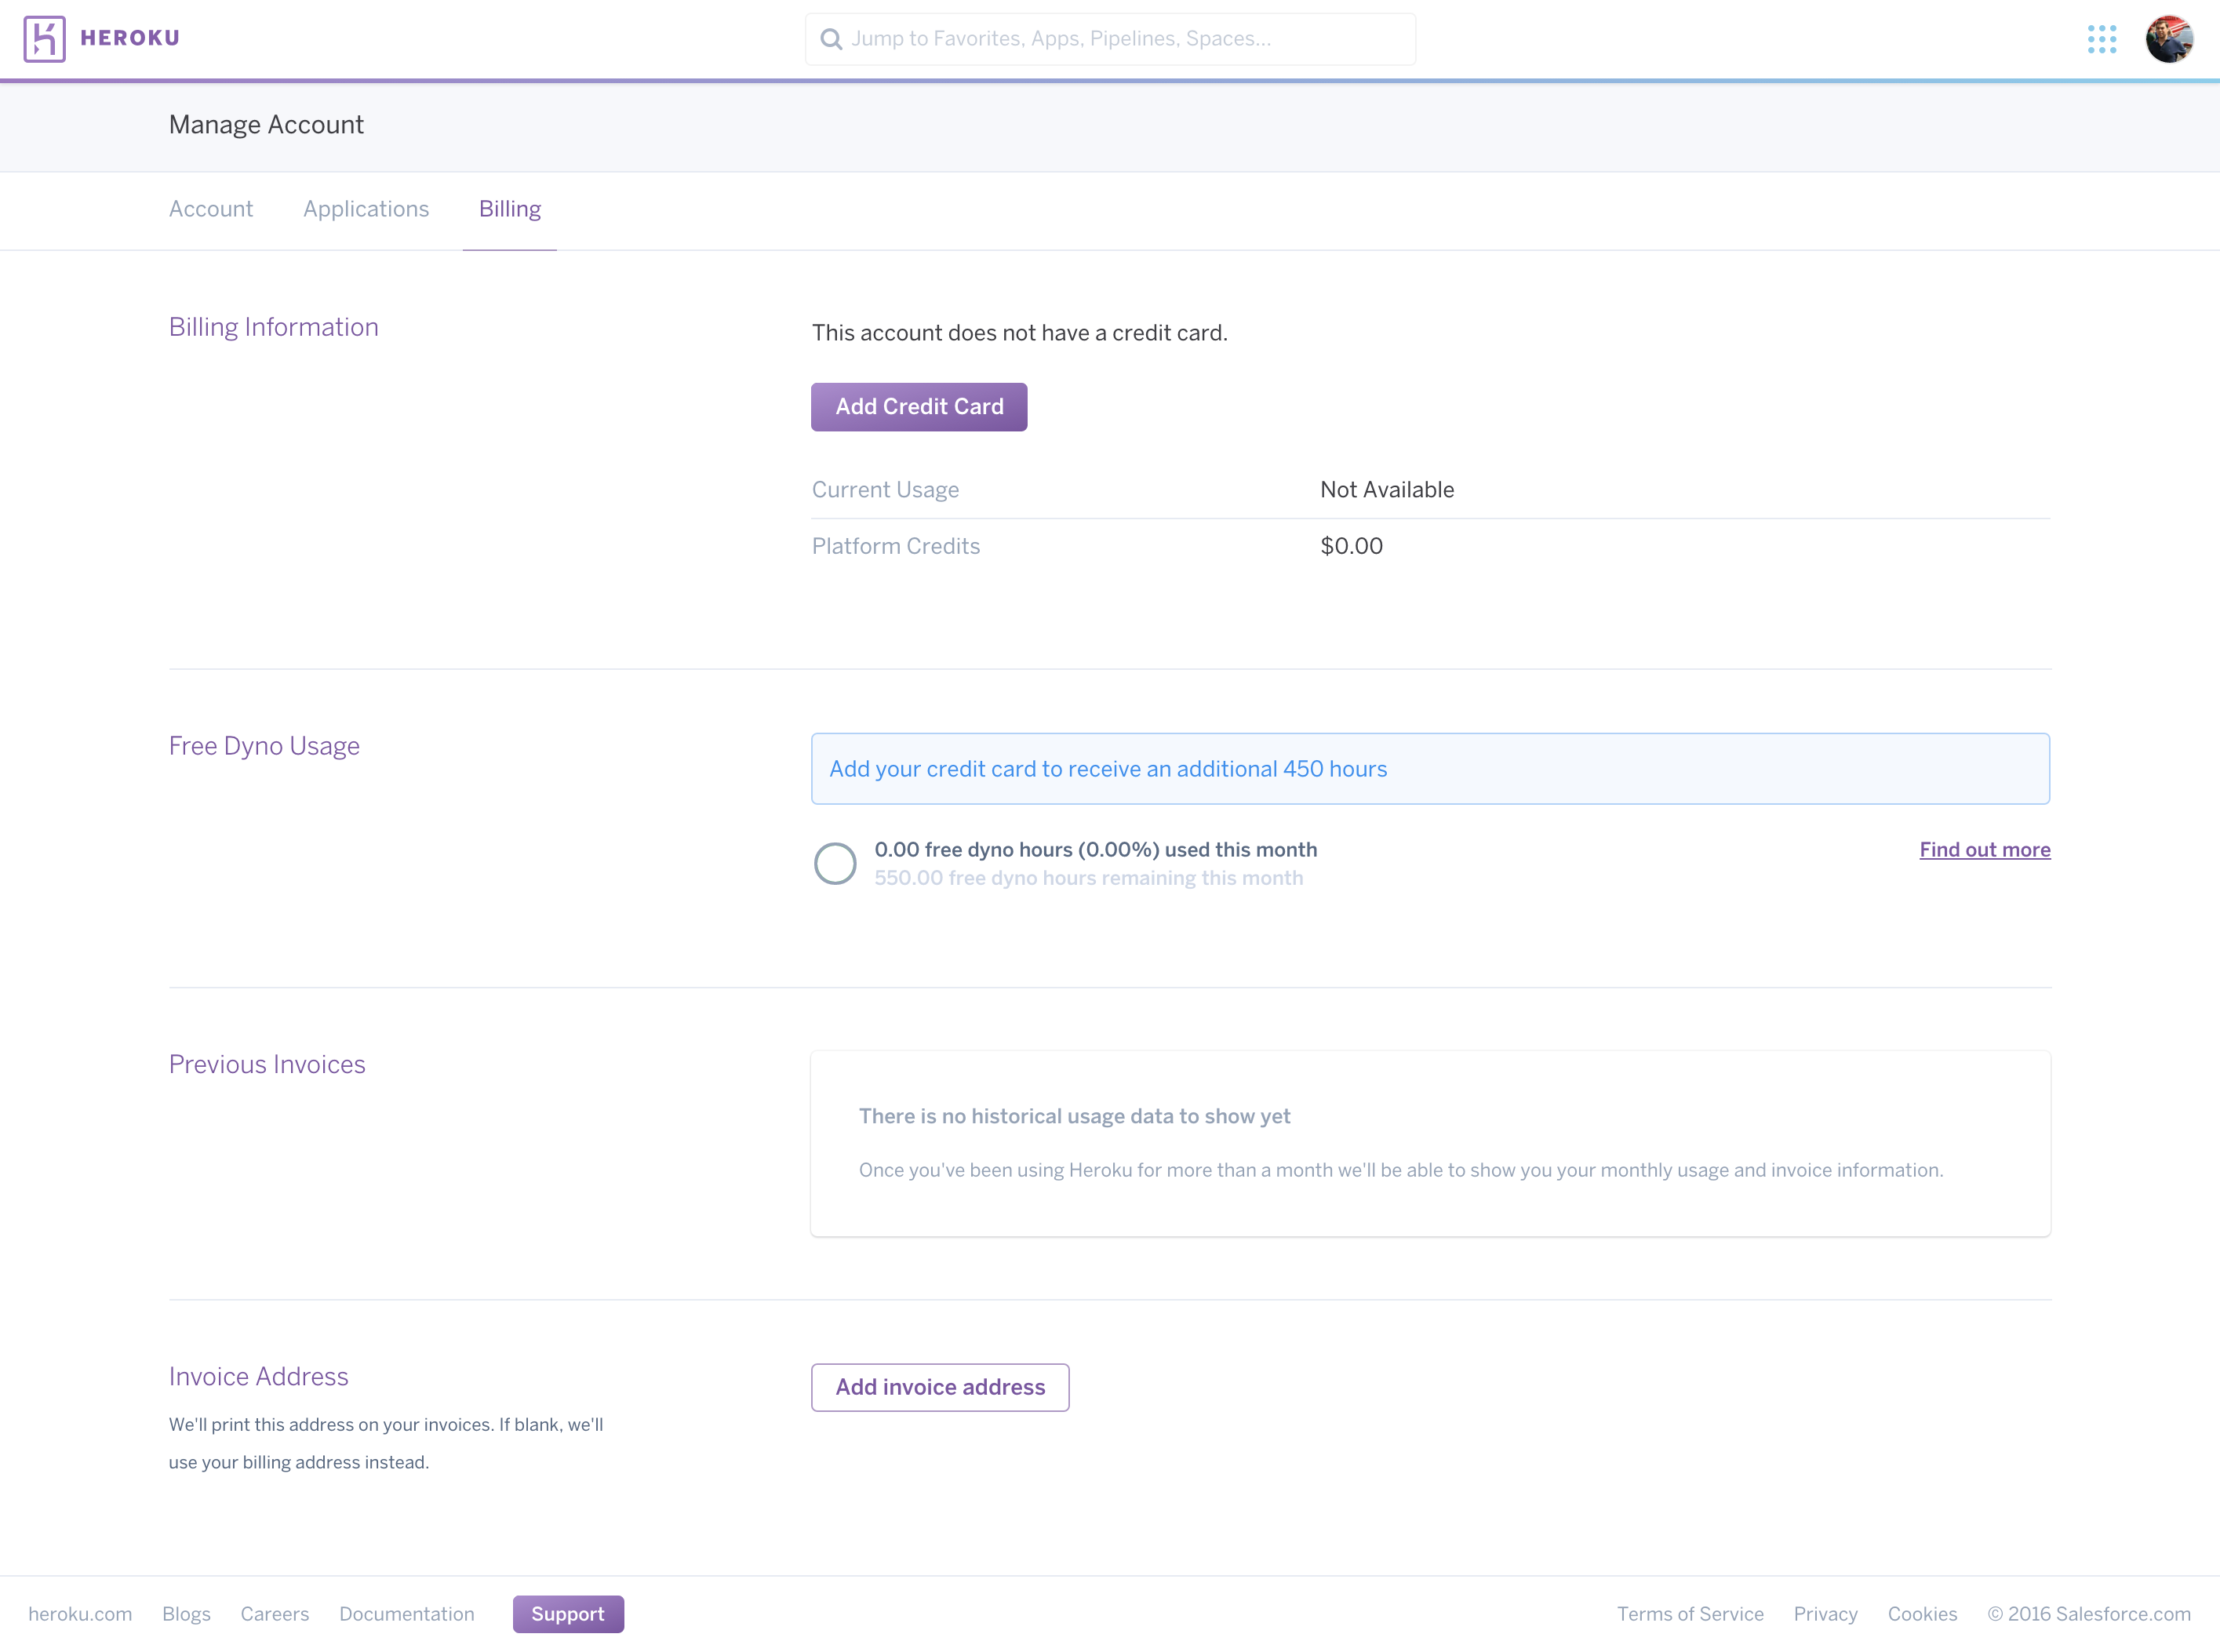 HEROKU
Jump to Favorites, Apps, Pipelines, Spaces...
Manage Account
Account
Applications
Billing
Billing Information
This account does not have a credit card.
Add Credit Card
Current Usage
Not Available
Platform Credits
$0.00
Free Dyno Usage
Add your credit card to receive an additional 450 hours
0.00 free dyno hours (0.00%) used this month
Find out more
550.00 free dyno hours remaining this month
Previous Invoices
There is no historical usage data to show yet
Once you've been using Heroku for more than a month we'll be able to show you your monthly usage and invoice information.
Invoice Address
Add invoice address
We'll print this address on your invoices. If blank, we'll
use your billing address instead.
heroku.com
Blogs
Careers
Documentation
Support
Terms of Service
Privacy
Cookies
© 2016 Salesforce.com